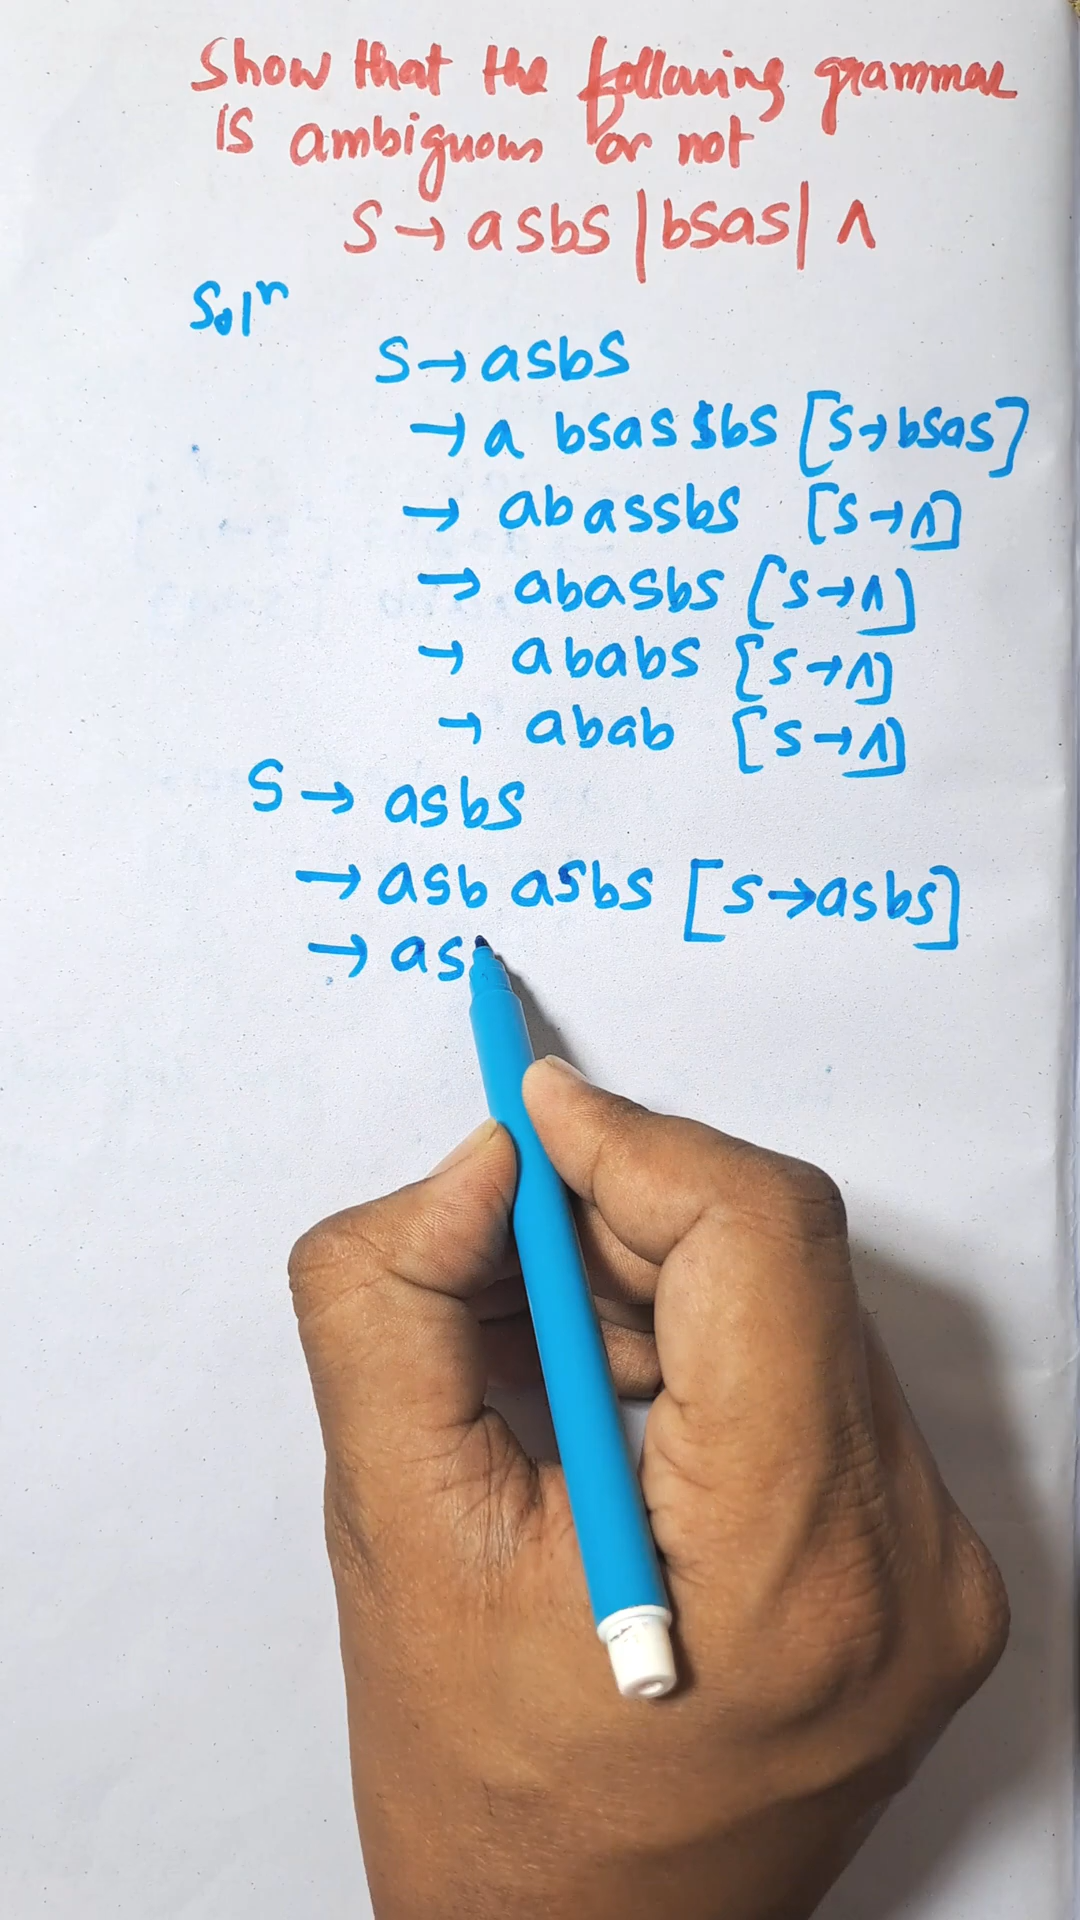 Show that the following grammar
is ambiguous or not
S → asbs | bsas | ∧
Solⁿ
S → asbs
→ a bsas sbs [s → bsas]
→ abassbs [s → ∧]
→ abasbs [s → ∧]
→ ababs [s → ∧]
→ abab [s → ∧]
S → asbs
→ asb asbs [s → asbs]
→ as